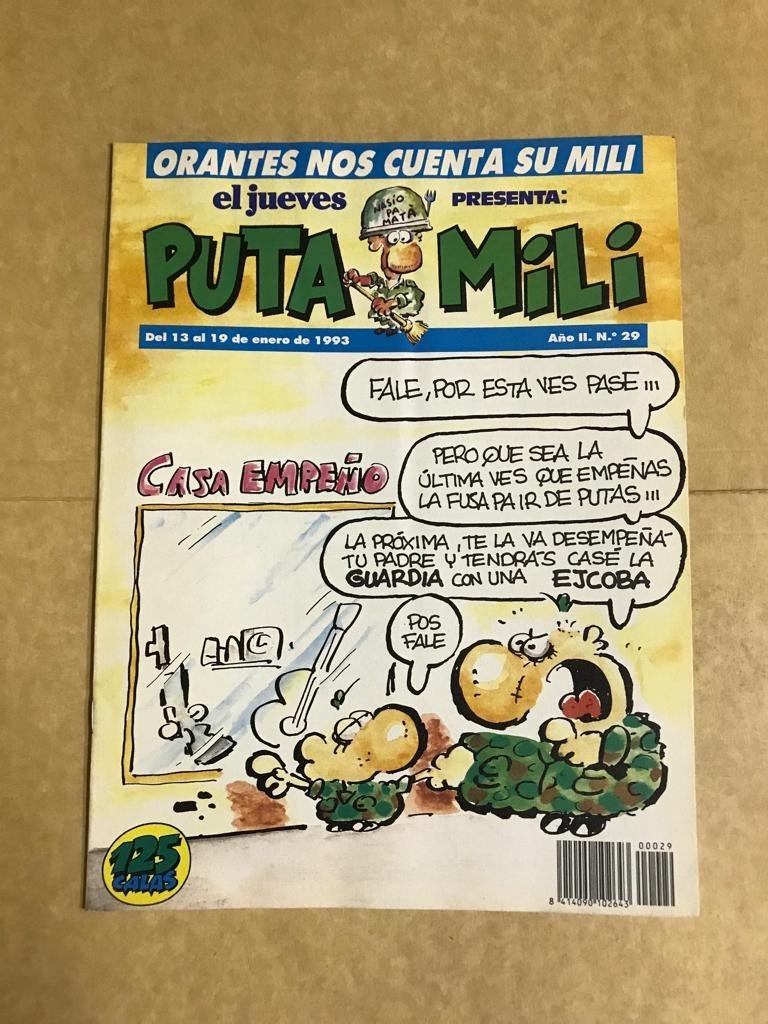 ORANTES NOS CUENTA SU MILI
el jueves PRESENTA:
NASÍO
PA
MATÁ
PUTA MiLi
Del 13 al 19 de enero de 1993 Año II. N.º 29
FALE, POR ESTA VES PASE ...
PERO QUE SEA LA
ÚLTIMA VES QUE EMPEÑAS
LA FUSA PA IR DE PUTAS ...
CASA EMPEÑO
LA PRÓXIMA, TE LA VA DESEMPEÑA-
TU PADRE Y TENDRÁS CASÉ LA
GUARDIA CON UNA EJCOBA
POS
FALE
125
CALAS
00029
8 414090 102643